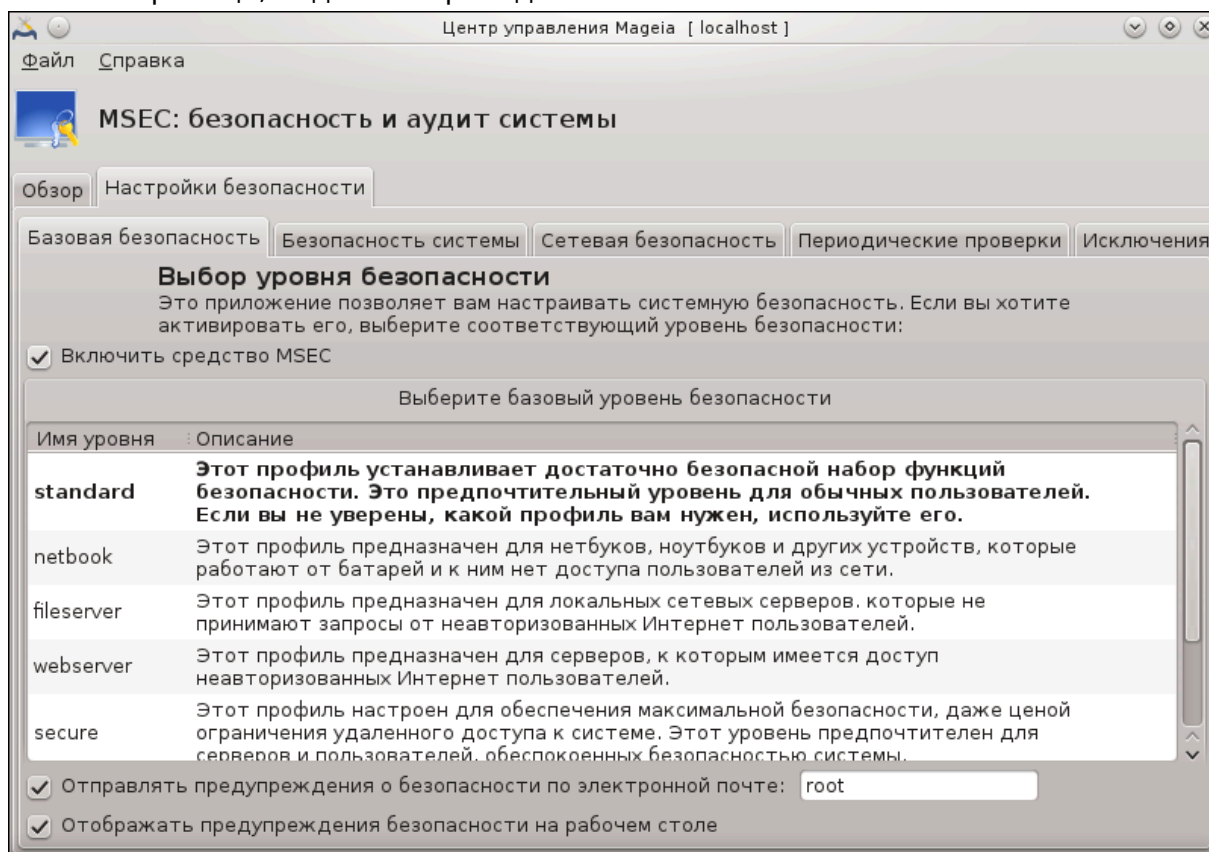 Центр управления Mageia [ localhost ]
Файл Справка
MSEC: безопасность и аудит системы
Обзор Настройки безопасности
Базовая безопасность Безопасность системы Сетевая безопасность Периодические проверки Исключения
Выбор уровня безопасности
Это приложение позволяет вам настраивать системную безопасность. Если вы хотите
активировать его, выберите соответствующий уровень безопасности:
Включить средство MSEC
Выберите базовый уровень безопасности
Имя уровня Описание
standard
Этот профиль устанавливает достаточно безопасной набор функций
безопасности. Это предпочтительный уровень для обычных пользователей.
Если вы не уверены, какой профиль вам нужен, используйте его.
netbook
Этот профиль предназначен для нетбуков, ноутбуков и других устройств, которые
работают от батарей и к ним нет доступа пользователей из сети.
fileserver
Этот профиль предназначен для локальных сетевых серверов. которые не
принимают запросы от неавторизованных Интернет пользователей.
webserver
Этот профиль предназначен для серверов, к которым имеется доступ
неавторизованных Интернет пользователей.
secure
Этот профиль настроен для обеспечения максимальной безопасности, даже ценой
ограничения удаленного доступа к системе. Этот уровень предпочтителен для
серверов и пользователей, обеспокоенных безопасностью системы.
Отправлять предупреждения о безопасности по электронной почте: root
Отображать предупреждения безопасности на рабочем столе